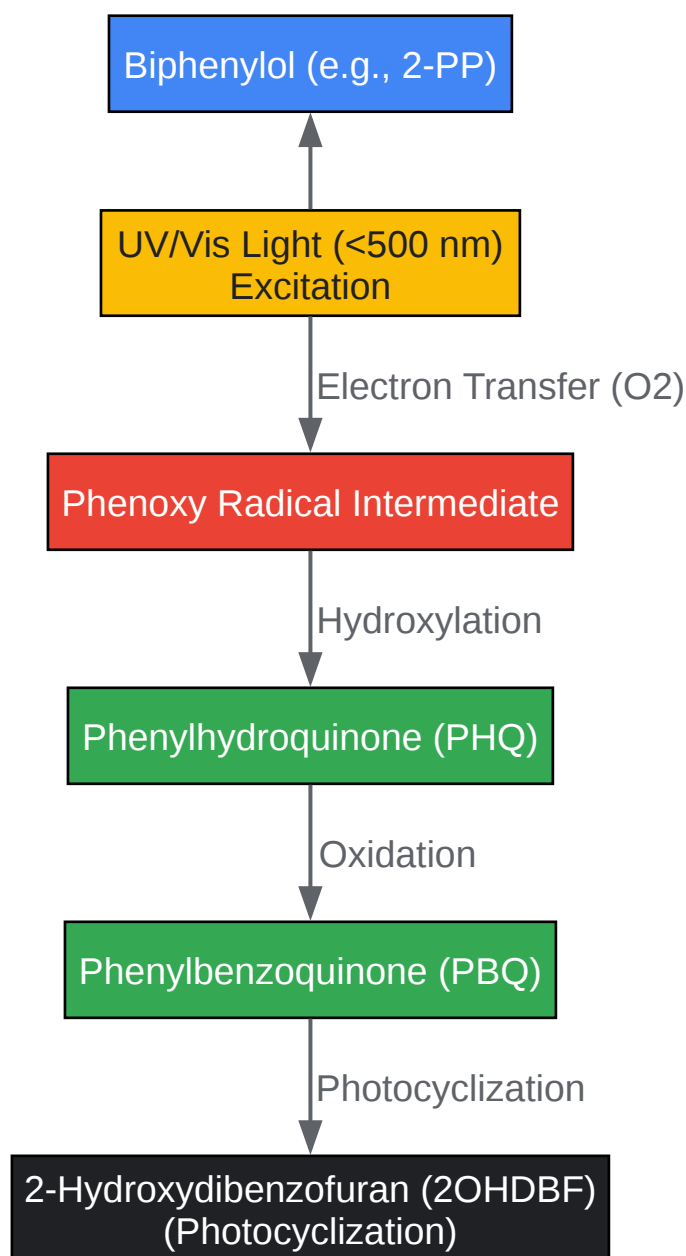 Biphenylol (e.g., 2-PP)
UV/Vis Light (<500 nm)
Excitation
Electron Transfer (O2)
Phenoxy Radical Intermediate
Hydroxylation
Phenylhydroquinone (PHQ)
Oxidation
Phenylbenzoquinone (PBQ)
Photocyclization
2-Hydroxydibenzofuran (2OHDBF)
(Photocyclization)